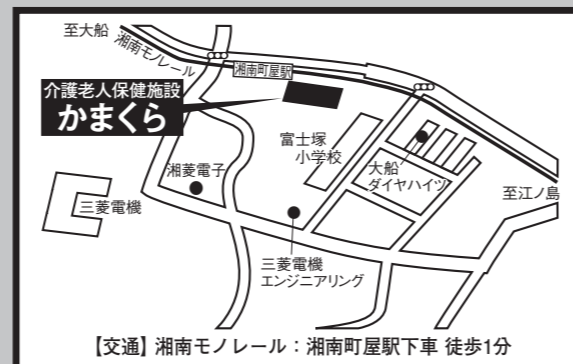 至大船
湘南モノレール
湘南町屋駅
介護老人保健施設
かまくら
富士塚
小学校
大船
ダイヤハイツ
湘菱電子
至江ノ島
三菱電機
三菱電機
エンジニアリング
【交通】湘南モノレール：湘南町屋駅下車 徒歩1分